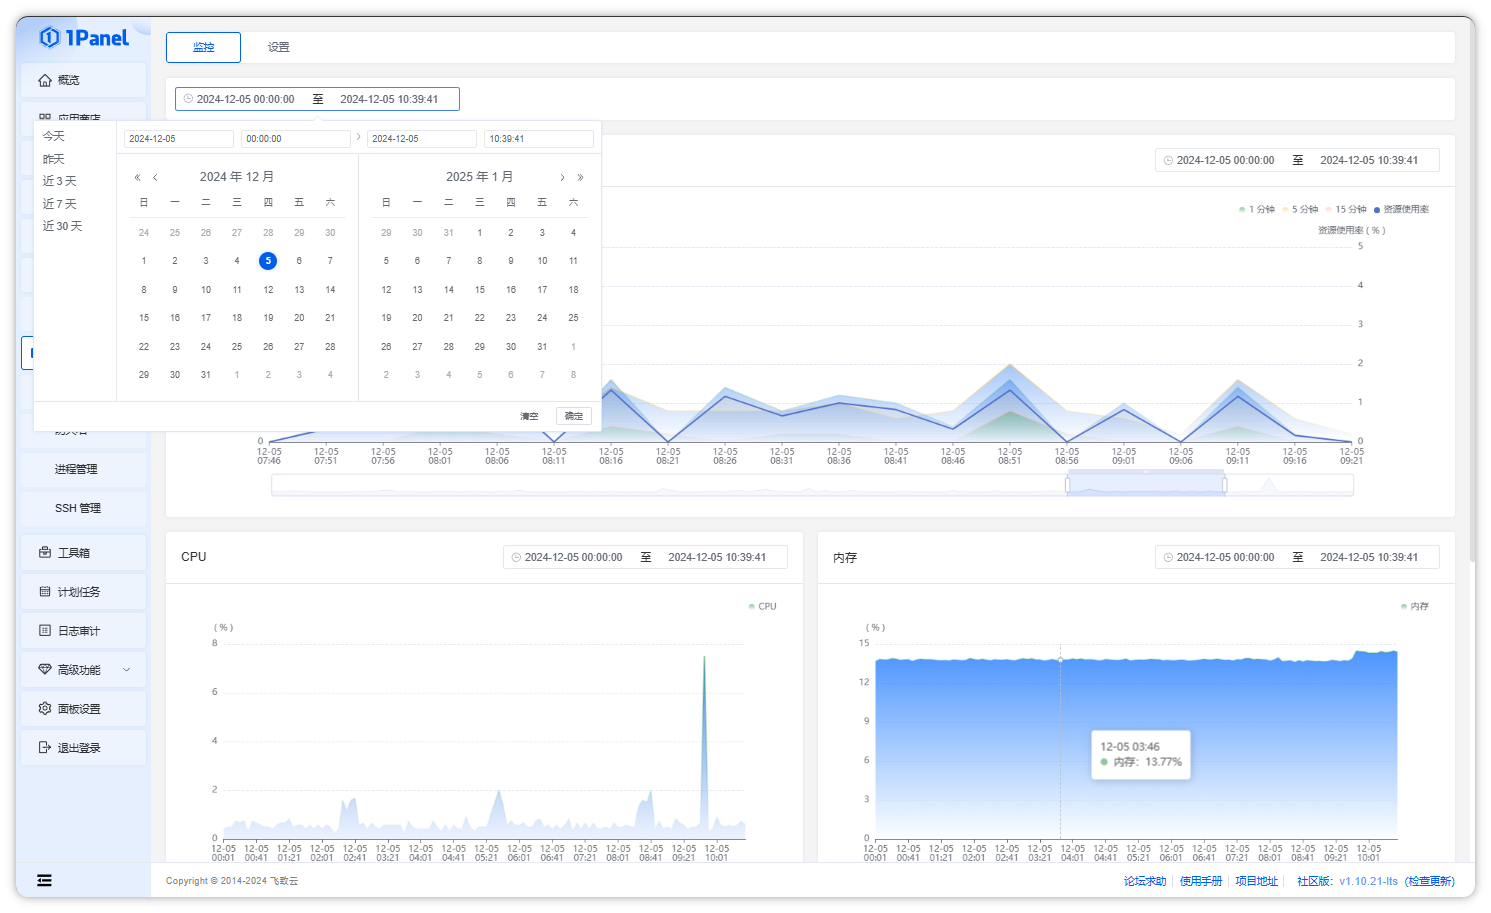 1Panel
监控
设置
概览
2024-12-05 00:00:00 至 2024-12-05 10:39:41
应用商店
今天
昨天
近 3 天
近 7 天
近 30 天
2024-12-05 00:00:00 > 2024-12-05 10:39:41
« ‹ 2024 年 12 月
日 一 二 三 四 五 六
24 25 26 27 28 29 30
1 2 3 4 5 6 7
8 9 10 11 12 13 14
15 16 17 18 19 20 21
22 23 24 25 26 27 28
29 30 31 1 2 3 4
2025 年 1 月 › »
日 一 二 三 四 五 六
29 30 31 1 2 3 4
5 6 7 8 9 10 11
12 13 14 15 16 17 18
19 20 21 22 23 24 25
26 27 28 29 30 31 1
2 3 4 5 6 7 8
清空 确定
2024-12-05 00:00:00 至 2024-12-05 10:39:41
1 分钟 5 分钟 15 分钟 资源使用率
资源使用率 ( % )
5
4
3
2
1
0 0
12-05 12-05 12-05 12-05 12-05 12-05 12-05 12-05 12-05 12-05 12-05 12-05 12-05 12-05 12-05 12-05 12-05 12-05 12-05 12-05
07:46 07:51 07:56 08:01 08:06 08:11 08:16 08:21 08:26 08:31 08:36 08:41 08:46 08:51 08:56 09:01 09:06 09:11 09:16 09:21
进程管理
SSH 管理
工具箱
计划任务
日志审计
高级功能
面板设置
退出登录
CPU
2024-12-05 00:00:00 至 2024-12-05 10:39:41
CPU
( % )
8
6
4
2
0
12-05 12-05 12-05 12-05 12-05 12-05 12-05 12-05 12-05 12-05 12-05 12-05 12-05 12-05 12-05 12-05
00:01 00:41 01:21 02:01 02:41 03:21 04:01 04:41 05:21 06:01 06:41 07:21 08:01 08:41 09:21 10:01
内存
2024-12-05 00:00:00 至 2024-12-05 10:39:41
内存
( % )
15
12
9
6
3
0
12-05 03:46
内存: 13.77%
12-05 12-05 12-05 12-05 12-05 12-05 12-05 12-05 12-05 12-05 12-05 12-05 12-05 12-05 12-05 12-05
00:01 00:41 01:21 02:01 02:41 03:21 04:01 04:41 05:21 06:01 06:41 07:21 08:01 08:41 09:21 10:01
Copyright © 2014-2024 飞致云
论坛求助 使用手册 项目地址 社区版: v1.10.21-lts (检查更新)